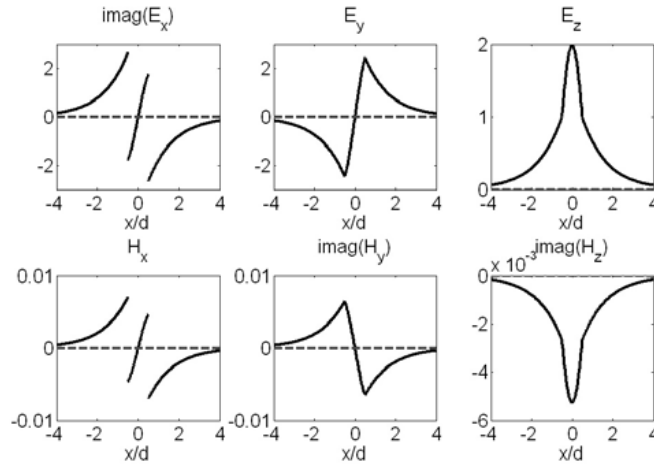 imag(E_x) E_y E_z
2 2 2
0 0 1
-2 -2 0
-4 -2 0 2 4 -4 -2 0 2 4 -4 -2 0 2 4
x/d x/d x/d
H_x imag(H_y) x 10^-3 imag(H_z)
0.01 0.01 0
-2
0 0
-4
-0.01 -0.01 -6
-4 -2 0 2 4 -4 -2 0 2 4 -4 -2 0 2 4
x/d x/d x/d